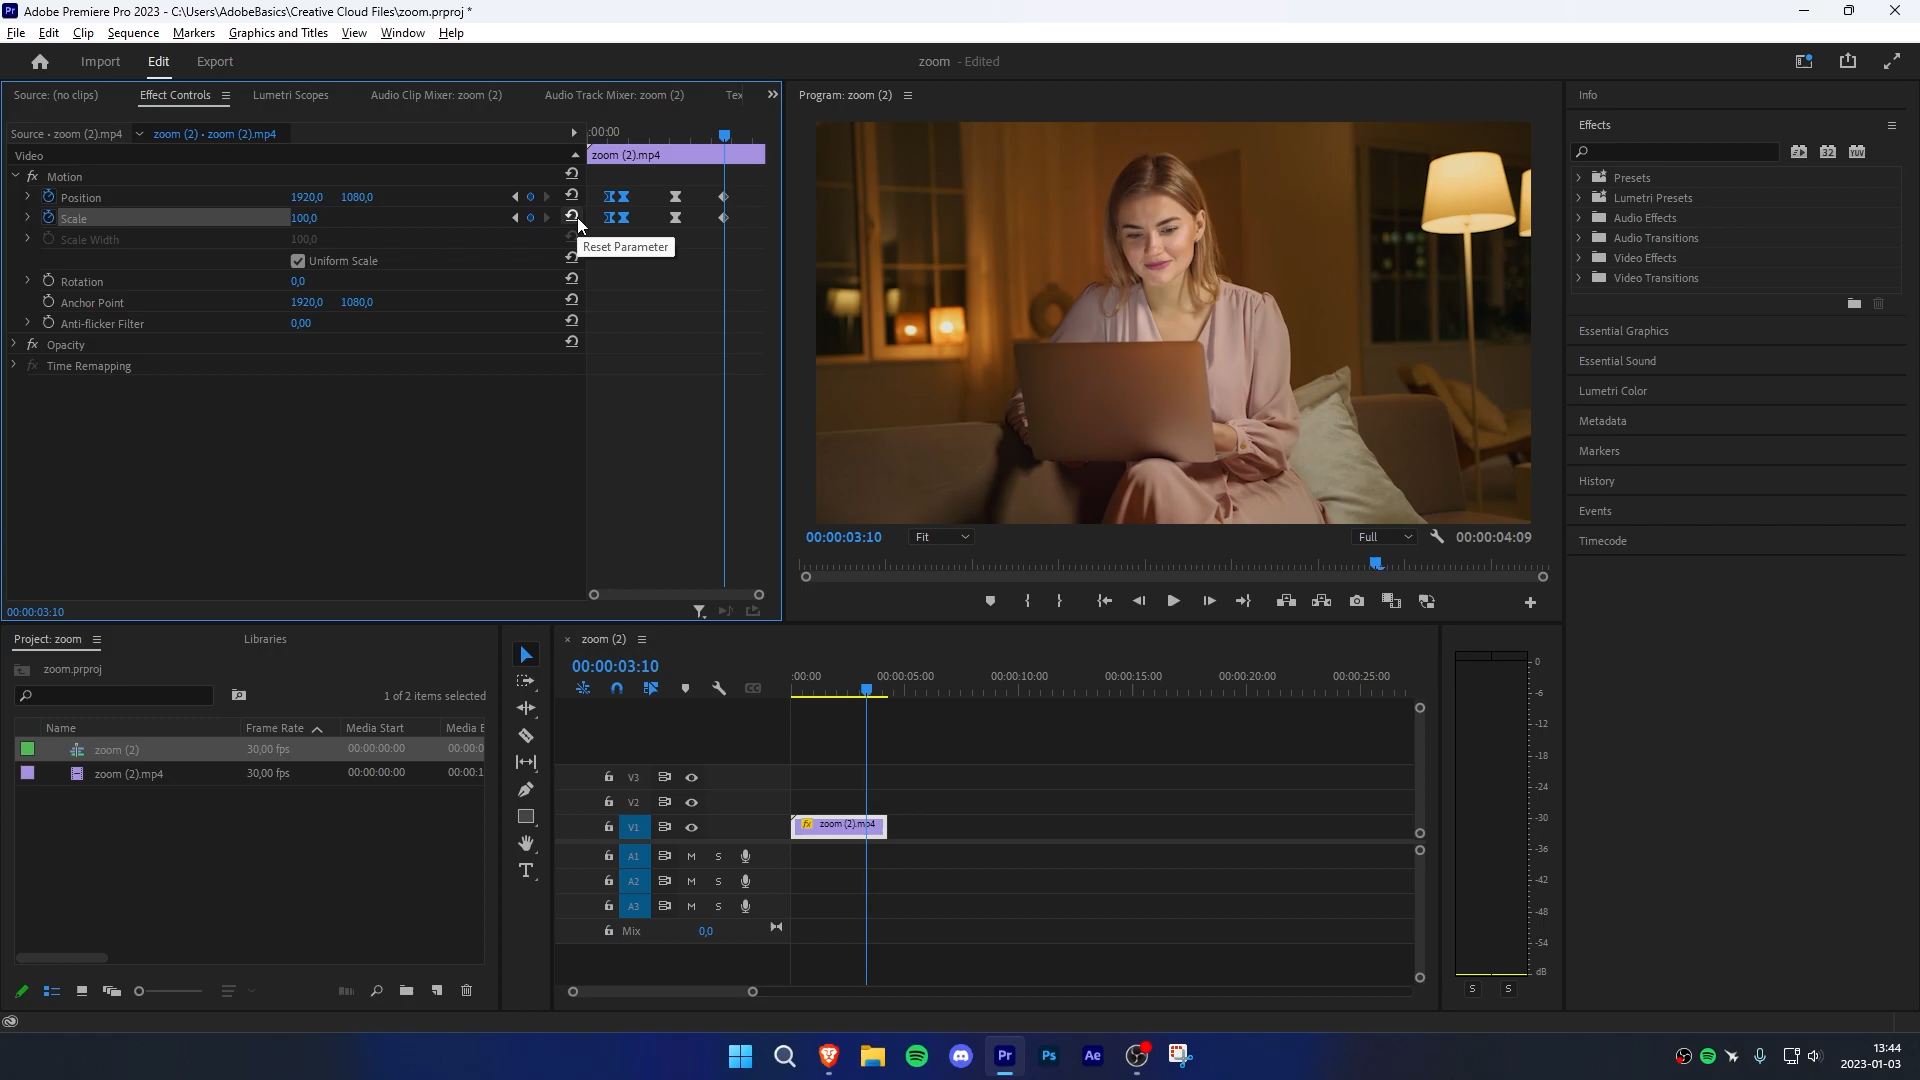 Pr Adobe Premiere Pro 2023 - C:\Users\AdobeBasics\Creative Cloud Files\zoom.prproj *
File Edit Clip Sequence Markers Graphics and Titles View Window Help
Import Edit Export
zoom - Edited
Source: (no clips) Effect Controls Lumetri Scopes Audio Clip Mixer: zoom (2) Audio Track Mixer: zoom (2) Tex
Source • zoom (2).mp4 zoom (2) • zoom (2).mp4
:00:00
Video
zoom (2).mp4
fx Motion
Position 1920,0 1080,0
Scale 100,0
Scale Width 100,0
Reset Parameter
Uniform Scale
Rotation 0,0
Anchor Point 1920,0 1080,0
Anti-flicker Filter 0,00
fx Opacity
fx Time Remapping
00:00:03:10
Program: zoom (2)
00:00:03:10 Fit Full 00:00:04:09
Info
Effects
32 YUV
Presets
Lumetri Presets
Audio Effects
Audio Transitions
Video Effects
Video Transitions
Essential Graphics
Essential Sound
Lumetri Color
Metadata
Markers
History
Events
Timecode
Project: zoom Libraries
zoom.prproj
1 of 2 items selected
Name Frame Rate Media Start Media E
zoom (2) 30,00 fps 00:00:00:00 00:00:0
zoom (2).mp4 30,00 fps 00:00:00:00 00:00:1
× zoom (2)
00:00:03:10
:00:00 00:00:05:00 00:00:10:00 00:00:15:00 00:00:20:00 00:00:25:00
V3
V2
V1
fx zoom (2).mp4
A1 M S
A2 M S
A3 M S
Mix 0,0
0
-6
-12
-18
-24
-30
-36
-42
-48
-54
dB
S S
Pr Ps Ae
13:44
2023-01-03